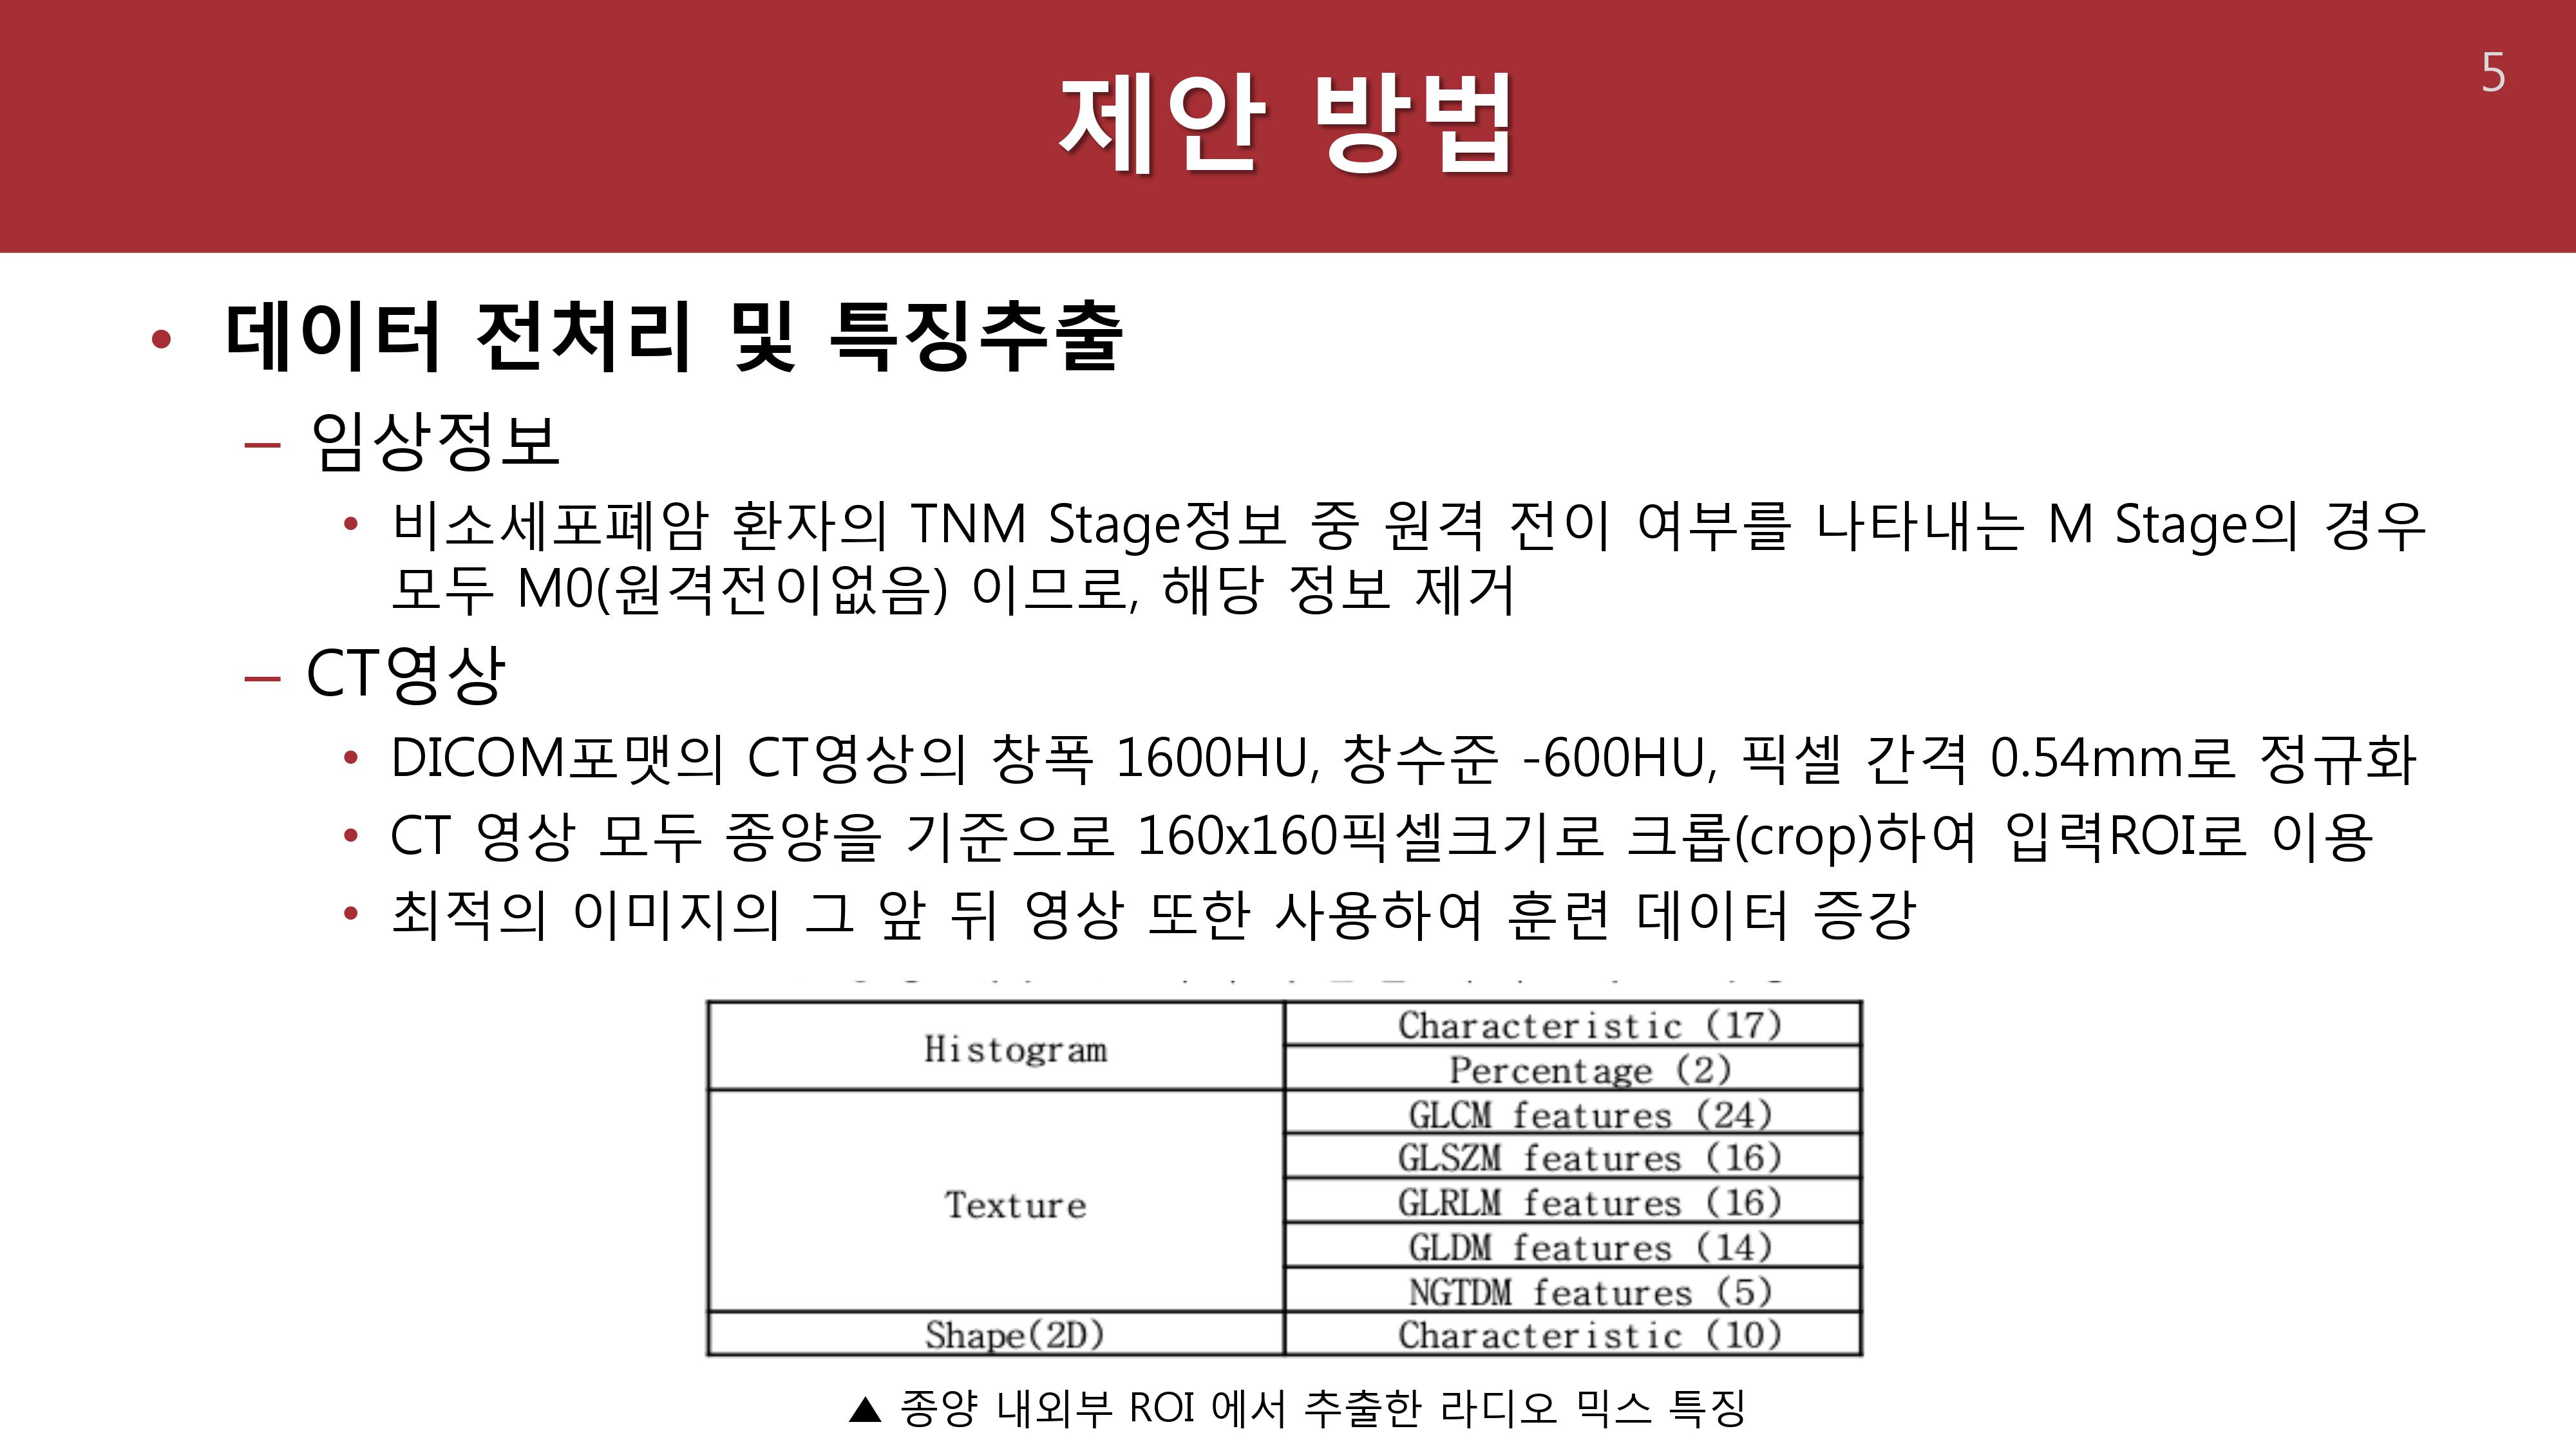 5
제안 방법
• 데이터 전처리 및 특징추출
– 임상정보
• 비소세포폐암 환자의 TNM Stage정보 중 원격 전이 여부를 나타내는 M Stage의 경우
모두 M0(원격전이없음) 이므로, 해당 정보 제거
– CT영상
• DICOM포맷의 CT영상의 창폭 1600HU, 창수준 -600HU, 픽셀 간격 0.54mm로 정규화
• CT 영상 모두 종양을 기준으로 160x160픽셀크기로 크롭(crop)하여 입력ROI로 이용
• 최적의 이미지의 그 앞 뒤 영상 또한 사용하여 훈련 데이터 증강
Histogram
Characteristic (17)
Percentage (2)
Texture
GLCM features (24)
GLSZM features (16)
GLRLM features (16)
GLDM features (14)
NGTDM features (5)
Shape(2D)
Characteristic (10)
▲ 종양 내외부 ROI 에서 추출한 라디오 믹스 특징